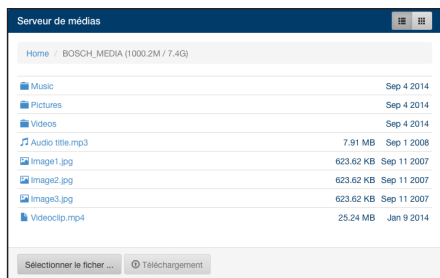 Serveur de médias
Home / BOSCH_MEDIA (1000.2M / 7.4G)
Music Sep 4 2014
Pictures Sep 4 2014
Videos Sep 4 2014
Audio title.mp3 7.91 MB Sep 1 2008
Image1.jpg 623.62 KB Sep 11 2007
Image2.jpg 623.62 KB Sep 11 2007
Image3.jpg 623.62 KB Sep 11 2007
Videoclip.mp4 25.24 MB Jan 9 2014
Sélectionner le ficher ... Téléchargement